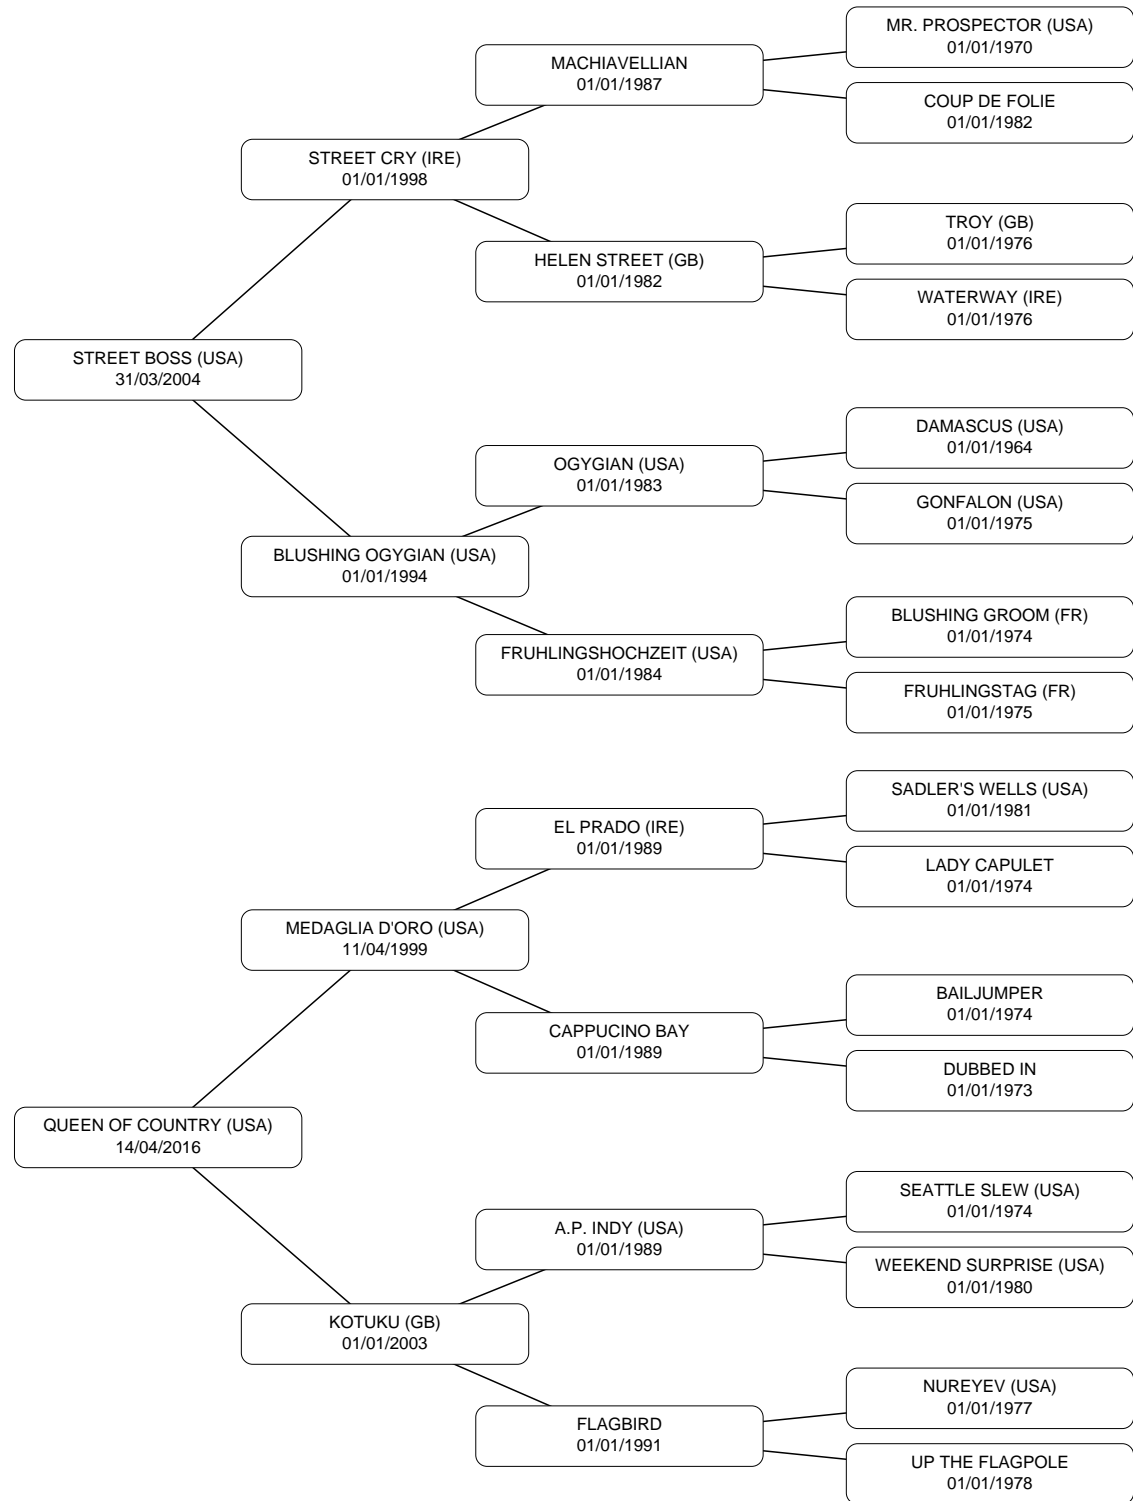 MR. PROSPECTOR (USA)
01/01/1970
MACHIAVELLIAN
01/01/1987
COUP DE FOLIE
01/01/1982
STREET CRY (IRE)
01/01/1998
TROY (GB)
01/01/1976
HELEN STREET (GB)
01/01/1982
WATERWAY (IRE)
01/01/1976
STREET BOSS (USA)
31/03/2004
DAMASCUS (USA)
01/01/1964
OGYGIAN (USA)
01/01/1983
GONFALON (USA)
01/01/1975
BLUSHING OGYGIAN (USA)
01/01/1994
BLUSHING GROOM (FR)
01/01/1974
FRUHLINGSHOCHZEIT (USA)
01/01/1984
FRUHLINGSTAG (FR)
01/01/1975
SADLER'S WELLS (USA)
01/01/1981
EL PRADO (IRE)
01/01/1989
LADY CAPULET
01/01/1974
MEDAGLIA D'ORO (USA)
11/04/1999
BAILJUMPER
01/01/1974
CAPPUCINO BAY
01/01/1989
DUBBED IN
01/01/1973
QUEEN OF COUNTRY (USA)
14/04/2016
SEATTLE SLEW (USA)
01/01/1974
A.P. INDY (USA)
01/01/1989
WEEKEND SURPRISE (USA)
01/01/1980
KOTUKU (GB)
01/01/2003
NUREYEV (USA)
01/01/1977
FLAGBIRD
01/01/1991
UP THE FLAGPOLE
01/01/1978